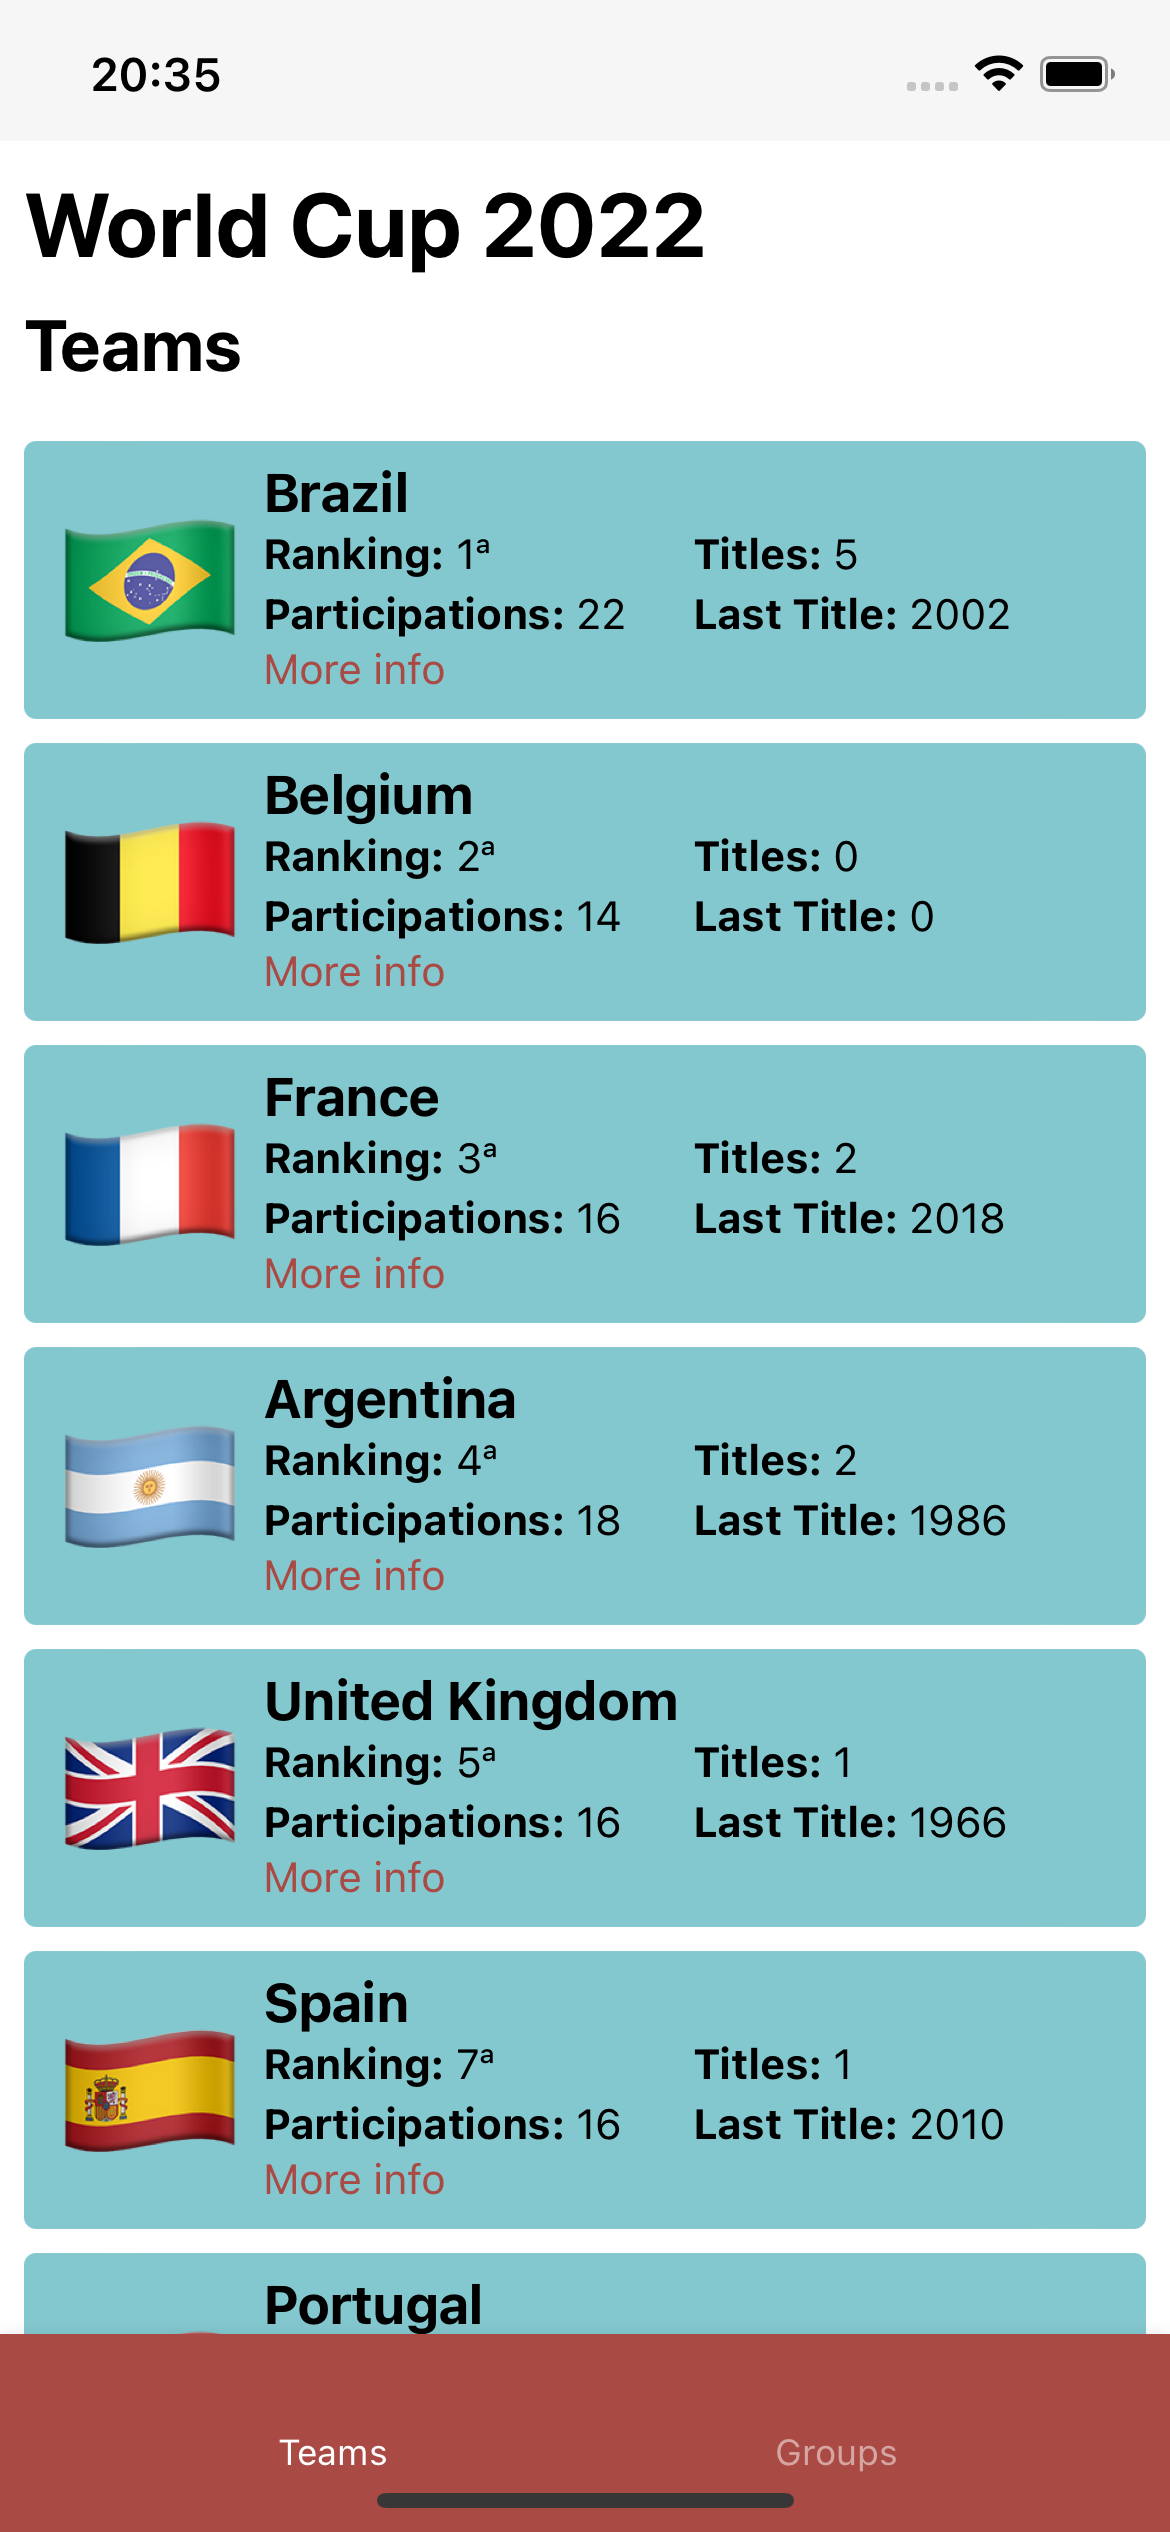 20:35
World Cup 2022
Teams
Brazil
Ranking: 1ª Titles: 5
Participations: 22 Last Title: 2002
More info
Belgium
Ranking: 2ª Titles: 0
Participations: 14 Last Title: 0
More info
France
Ranking: 3ª Titles: 2
Participations: 16 Last Title: 2018
More info
Argentina
Ranking: 4ª Titles: 2
Participations: 18 Last Title: 1986
More info
United Kingdom
Ranking: 5ª Titles: 1
Participations: 16 Last Title: 1966
More info
Spain
Ranking: 7ª Titles: 1
Participations: 16 Last Title: 2010
More info
Portugal
Teams Groups